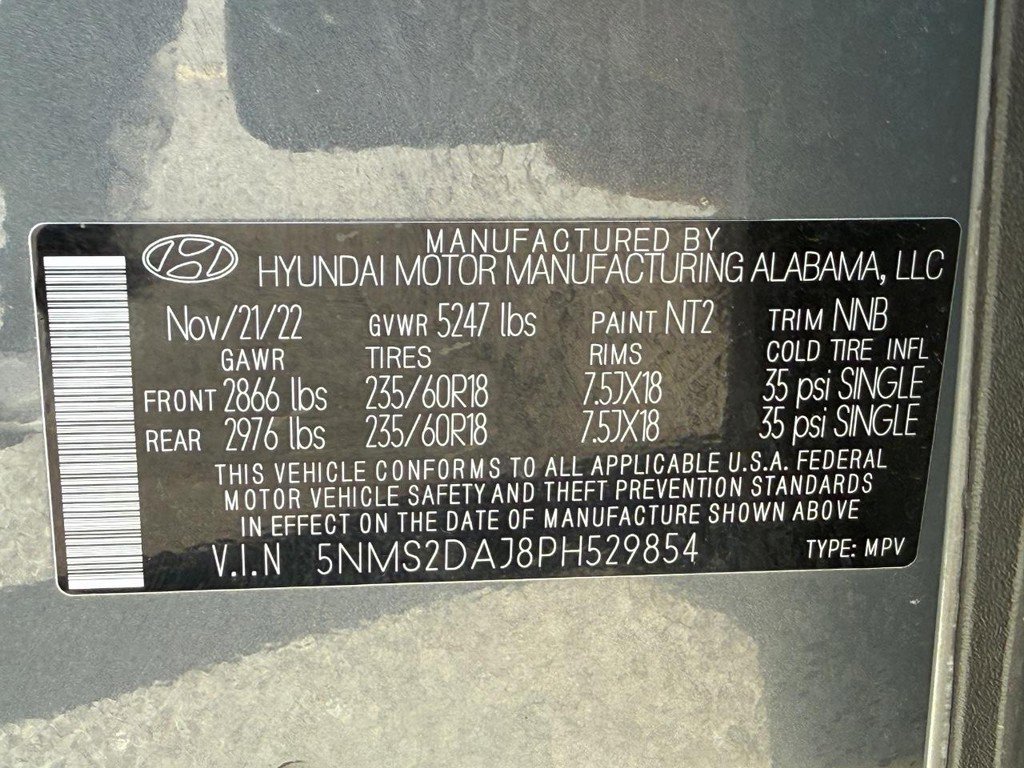 MANUFACTURED BY
HYUNDAI MOTOR MANUFACTURING ALABAMA, LLC
Nov/21/22 GVWR 5247 lbs PAINT NT2 TRIM NNB
GAWR TIRES RIMS COLD TIRE INFL
FRONT 2866 lbs 235/60R18 7.5JX18 35 psi SINGLE
REAR 2976 lbs 235/60R18 7.5JX18 35 psi SINGLE
THIS VEHICLE CONFORMS TO ALL APPLICABLE U.S.A. FEDERAL
MOTOR VEHICLE SAFETY AND THEFT PREVENTION STANDARDS
IN EFFECT ON THE DATE OF MANUFACTURE SHOWN ABOVE
V.I.N 5NMS2DAJ8PH529854 TYPE: MPV